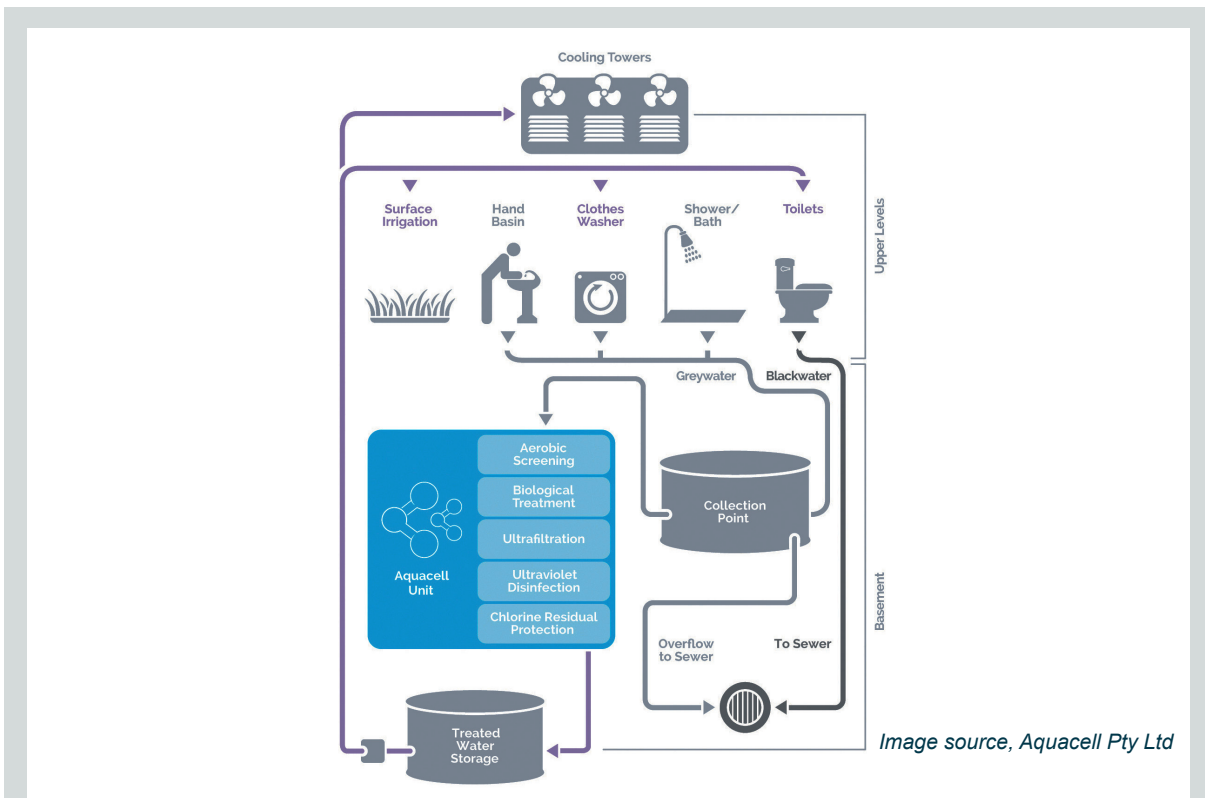 Cooling Towers
Surface
Irrigation
Hand
Basin
Clothes
Washer
Shower/
Bath
Toilets
Upper Levels
Greywater
Blackwater
Aerobic
Screening
Biological
Treatment
Ultrafiltration
Ultraviolet
Disinfection
Chlorine Residual
Protection
Aquacell
Unit
Collection
Point
Basement
Overflow
to Sewer
To Sewer
Treated
Water
Storage
Image source, Aquacell Pty Ltd